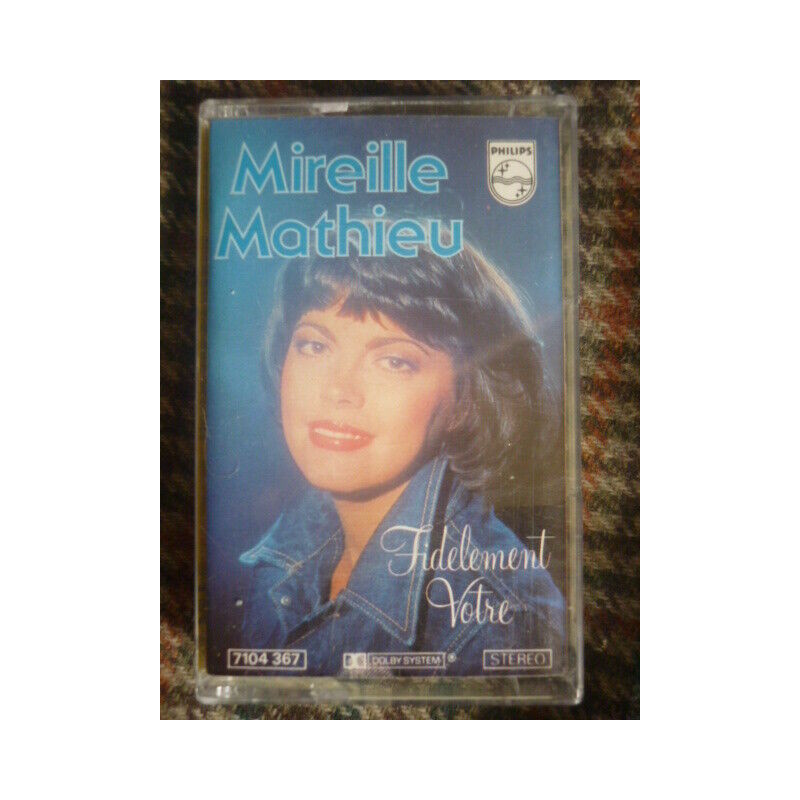 Mireille
Mathieu
PHILIPS
Fidelement
Votre
7104 367
DOLBY SYSTEM ®
STEREO